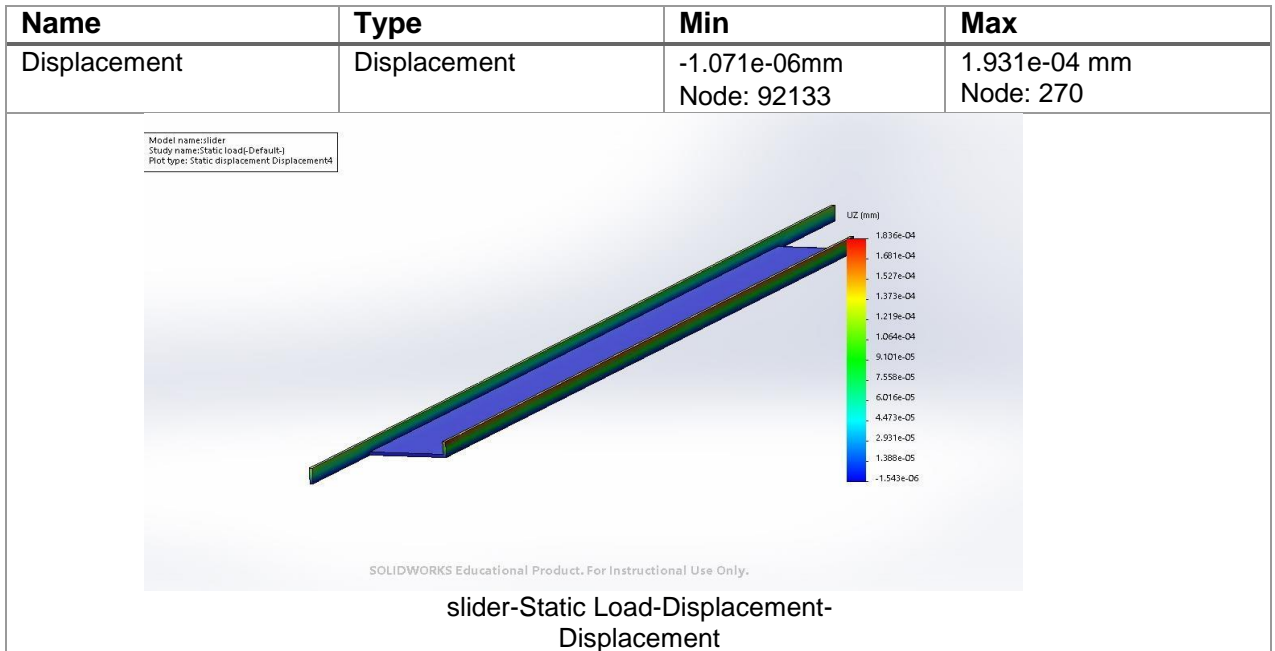 Name Type Min Max
Displacement Displacement -1.071e-06mm 1.931e-04 mm
Node: 92133 Node: 270
Model name:slider
Study name:Static load(-Default-)
Plot type: Static displacement Displacement4
UZ (mm)
1.836e-04
1.681e-04
1.527e-04
1.373e-04
1.219e-04
1.064e-04
9.101e-05
7.558e-05
6.016e-05
4.473e-05
2.931e-05
1.388e-05
-1.543e-06
SOLIDWORKS Educational Product. For Instructional Use Only.
slider-Static Load-Displacement-
Displacement